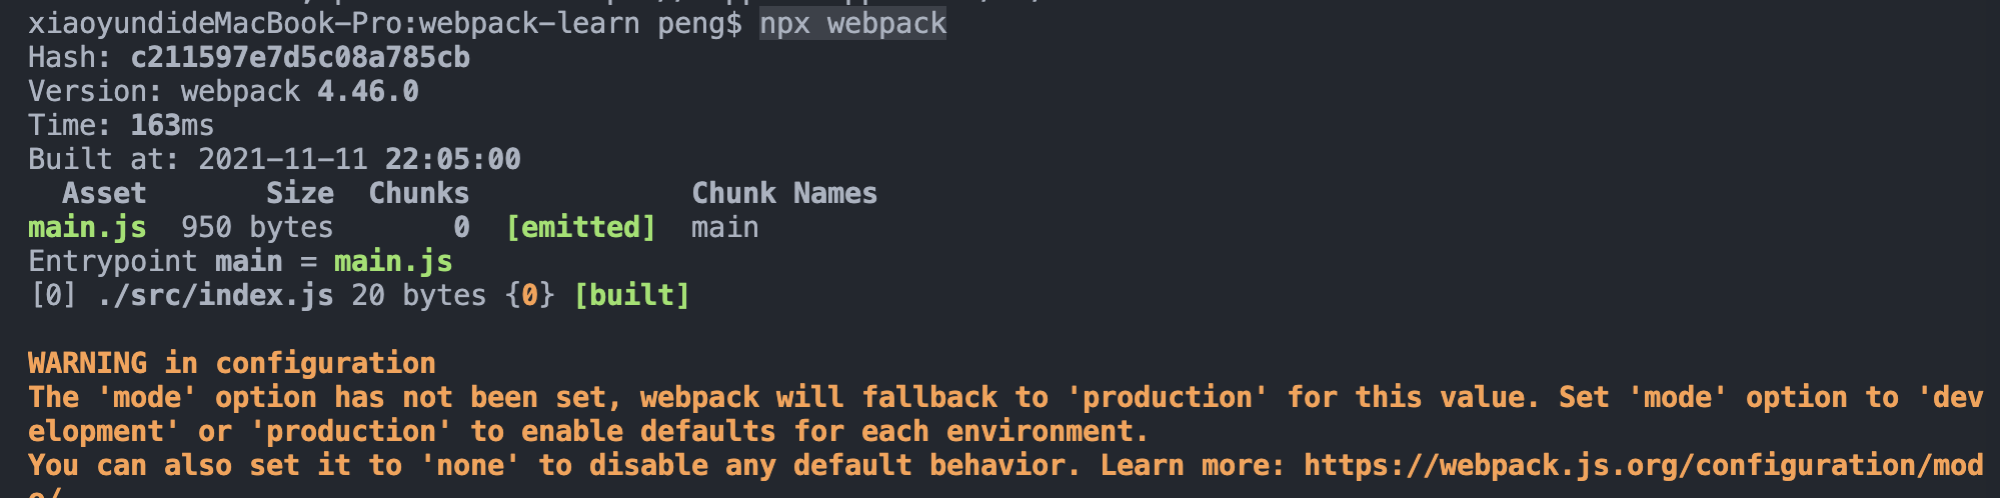 xiaoyundideMacBook-Pro:webpack-learn peng$ npx webpack
Hash: c211597e7d5c08a785cb
Version: webpack 4.46.0
Time: 163ms
Built at: 2021-11-11 22:05:00
Asset Size Chunks Chunk Names
main.js 950 bytes 0 [emitted] main
Entrypoint main = main.js
[0] ./src/index.js 20 bytes {0} [built]
WARNING in configuration
The 'mode' option has not been set, webpack will fallback to 'production' for this value. Set 'mode' option to 'dev
elopment' or 'production' to enable defaults for each environment.
You can also set it to 'none' to disable any default behavior. Learn more: https://webpack.js.org/configuration/mod
e/